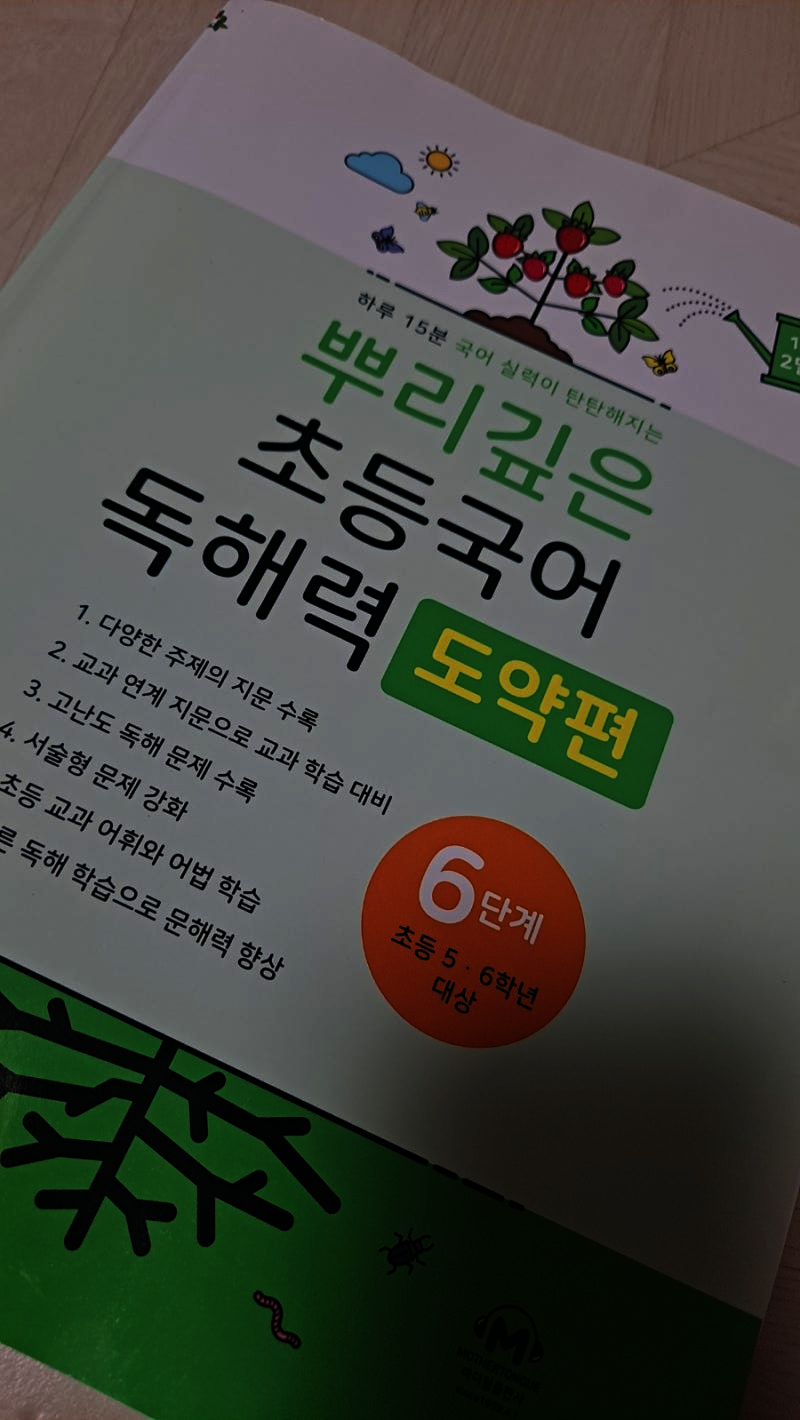 하루 15분 국어 실력이 탄탄해지는
뿌리깊은
초등국어
독해력 도약편
1. 다양한 주제의 지문 수록
2. 교과 연계 지문으로 교과 학습 대비
3. 고난도 독해 문제 수록
4. 서술형 문제 강화
초등 교과 어휘와 어법 학습
독해 학습으로 문해력 향상
6단계
초등 5·6학년
대상
MOTHERTONGUE